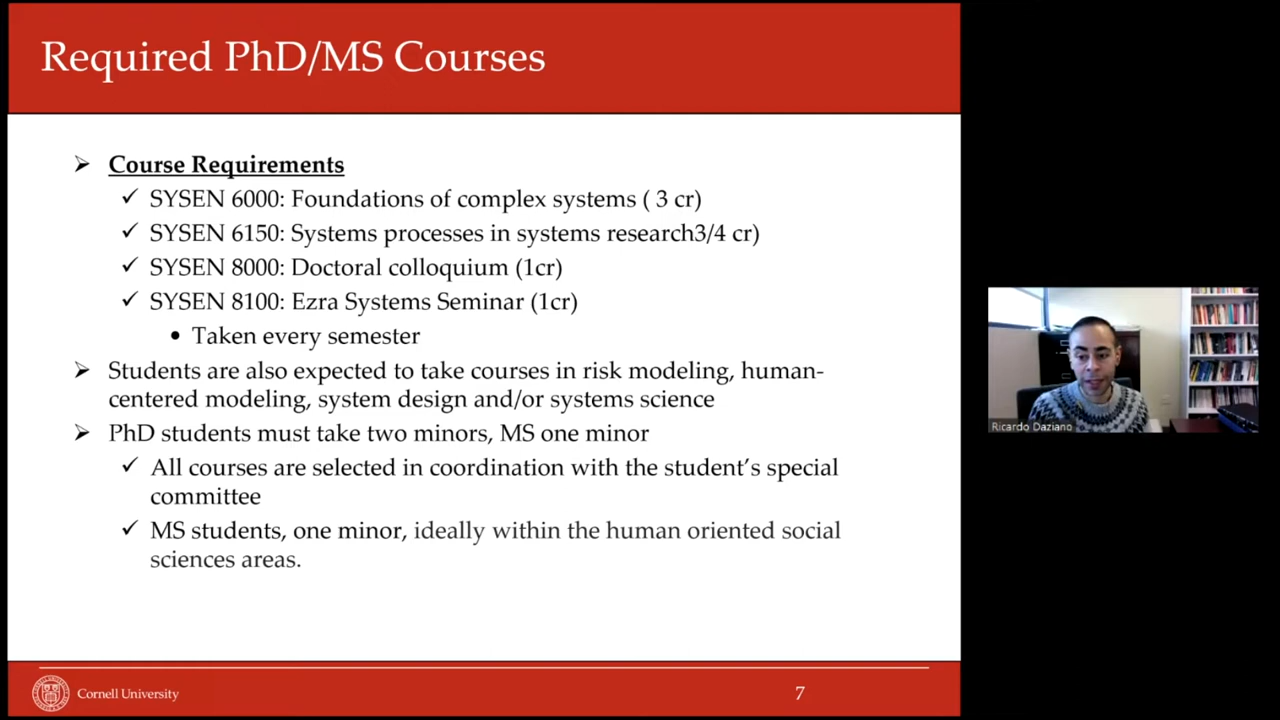 Required PhD/MS Courses
➢ Course Requirements
✓ SYSEN 6000: Foundations of complex systems ( 3 cr)
✓ SYSEN 6150: Systems processes in systems research3/4 cr)
✓ SYSEN 8000: Doctoral colloquium (1cr)
✓ SYSEN 8100: Ezra Systems Seminar (1cr)
• Taken every semester
➢ Students are also expected to take courses in risk modeling, human-
centered modeling, system design and/or systems science
➢ PhD students must take two minors, MS one minor
✓ All courses are selected in coordination with the student’s special
committee
✓ MS students, one minor, ideally within the human oriented social
sciences areas.
Cornell University
7
Ricardo Daziano